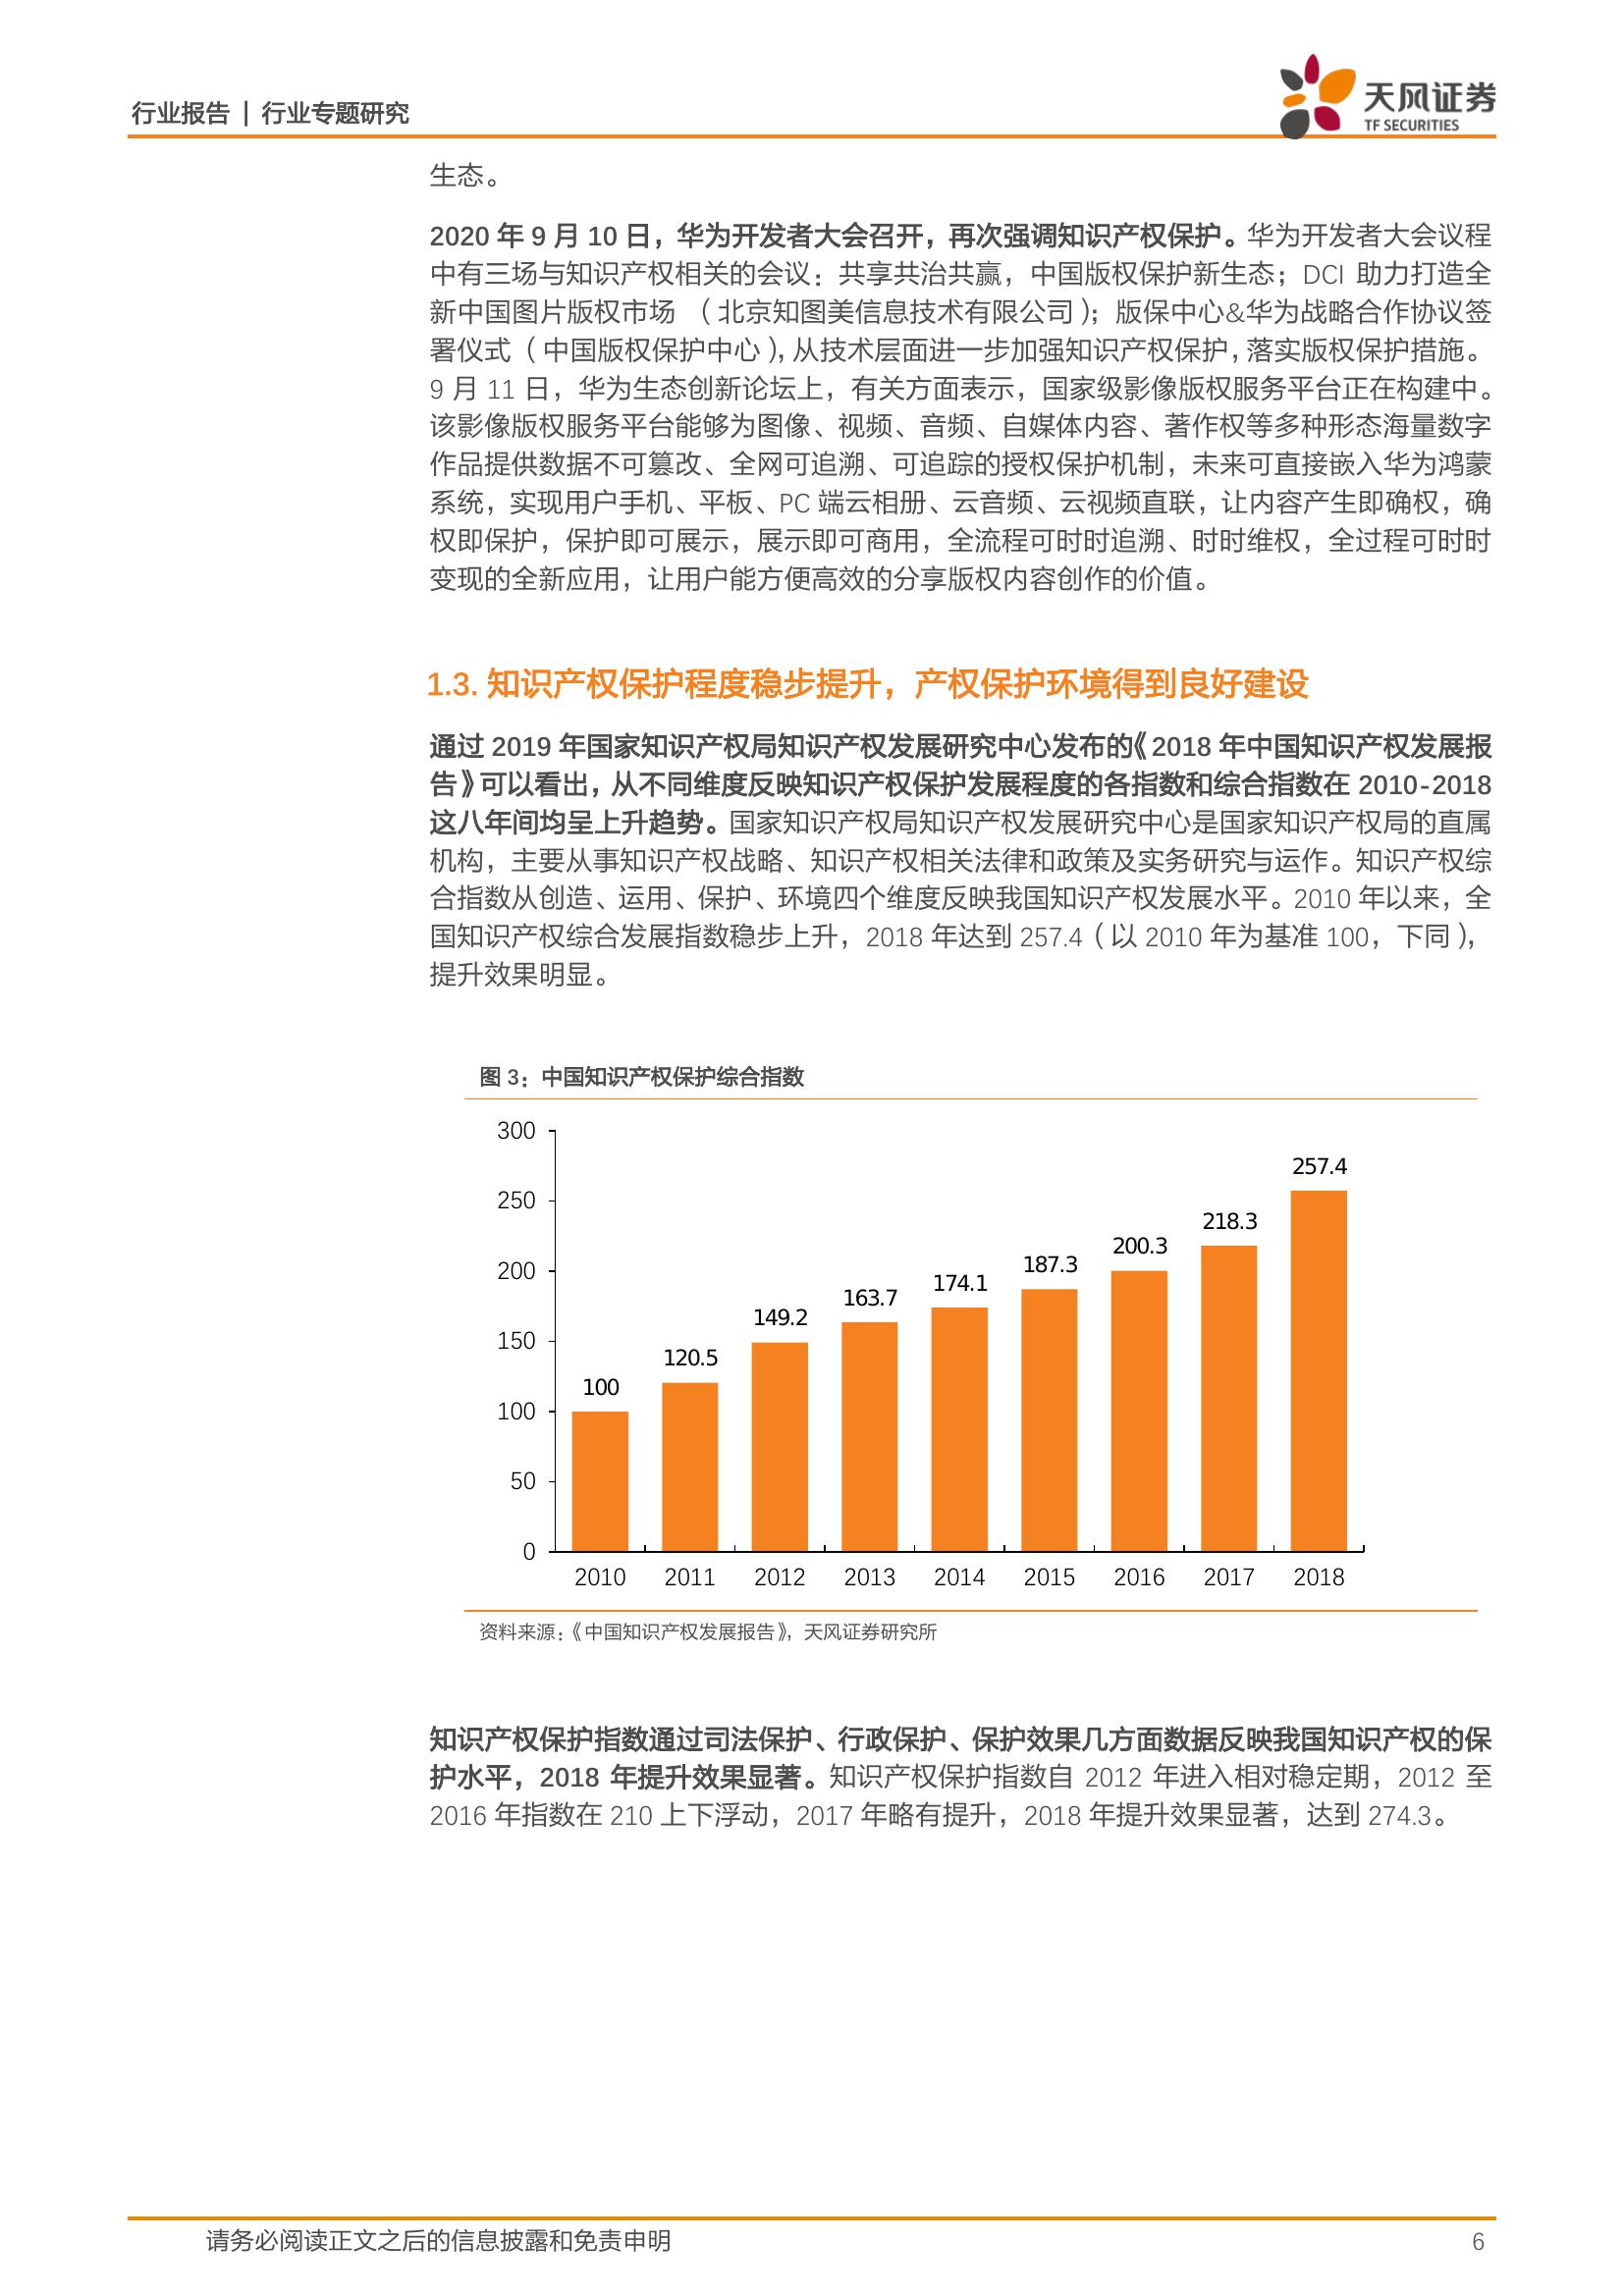 行业报告 | 行业专题研究
天风证券
TF SECURITIES
生态。
2020 年 9 月 10 日，华为开发者大会召开，再次强调知识产权保护。华为开发者大会议程
中有三场与知识产权相关的会议：共享共治共赢，中国版权保护新生态；DCI 助力打造全
新中国图片版权市场 （北京知图美信息技术有限公司）；版保中心&华为战略合作协议签
署仪式（中国版权保护中心），从技术层面进一步加强知识产权保护，落实版权保护措施。
9 月 11 日，华为生态创新论坛上，有关方面表示，国家级影像版权服务平台正在构建中。
该影像版权服务平台能够为图像、视频、音频、自媒体内容、著作权等多种形态海量数字
作品提供数据不可篡改、全网可追溯、可追踪的授权保护机制，未来可直接嵌入华为鸿蒙
系统，实现用户手机、平板、PC 端云相册、云音频、云视频直联，让内容产生即确权，确
权即保护，保护即可展示，展示即可商用，全流程可时时追溯、时时维权，全过程可时时
变现的全新应用，让用户能方便高效的分享版权内容创作的价值。
1.3. 知识产权保护程度稳步提升，产权保护环境得到良好建设
通过 2019 年国家知识产权局知识产权发展研究中心发布的《2018 年中国知识产权发展报
告》可以看出，从不同维度反映知识产权保护发展程度的各指数和综合指数在 2010-2018
这八年间均呈上升趋势。国家知识产权局知识产权发展研究中心是国家知识产权局的直属
机构，主要从事知识产权战略、知识产权相关法律和政策及实务研究与运作。知识产权综
合指数从创造、运用、保护、环境四个维度反映我国知识产权发展水平。2010 年以来，全
国知识产权综合发展指数稳步上升，2018 年达到 257.4（以 2010 年为基准 100，下同），
提升效果明显。
图 3：中国知识产权保护综合指数
300
250
200
150
100
50
0
100
120.5
149.2
163.7
174.1
187.3
200.3
218.3
257.4
2010 2011 2012 2013 2014 2015 2016 2017 2018
资料来源：《中国知识产权发展报告》，天风证券研究所
知识产权保护指数通过司法保护、行政保护、保护效果几方面数据反映我国知识产权的保
护水平，2018 年提升效果显著。知识产权保护指数自 2012 年进入相对稳定期，2012 至
2016 年指数在 210 上下浮动，2017 年略有提升，2018 年提升效果显著，达到 274.3。
请务必阅读正文之后的信息披露和免责申明
6